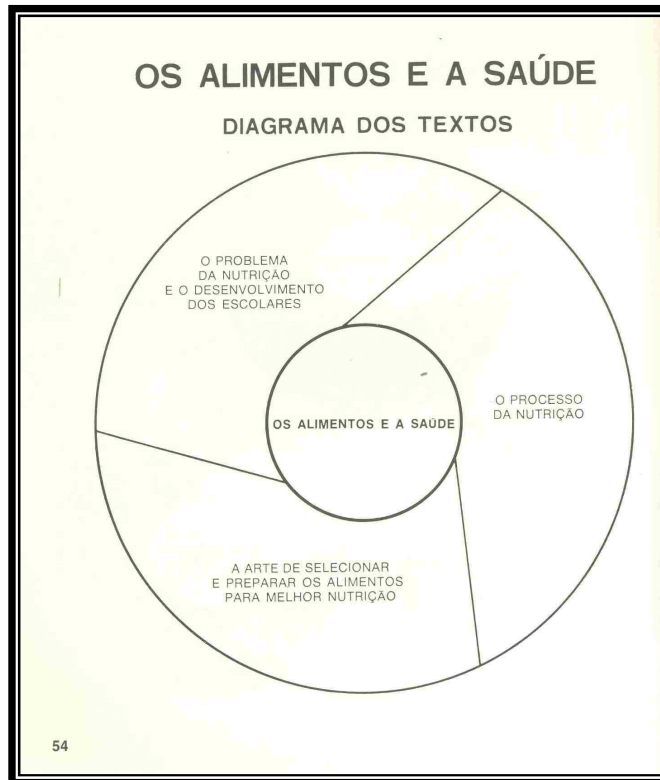 OS ALIMENTOS E A SAÚDE
DIAGRAMA DOS TEXTOS
O PROBLEMA
DA NUTRIÇÃO
E O DESENVOLVIMENTO
DOS ESCOLARES
OS ALIMENTOS E A SAÚDE
O PROCESSO
DA NUTRIÇÃO
A ARTE DE SELECIONAR
E PREPARAR OS ALIMENTOS
PARA MELHOR NUTRIÇÃO
54